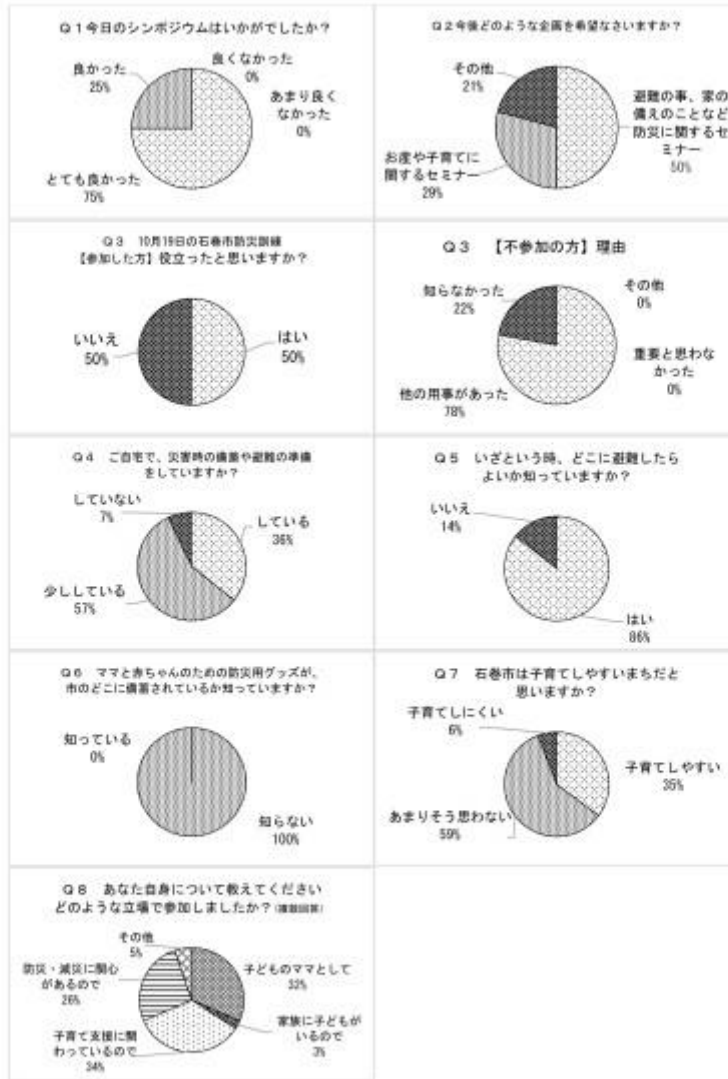 Q1今日のシンポジウムはいかがでしたか？
良くなかった
0%
良かった
25%
あまり良く
なかった
0%
とても良かった
75%
Q2今後どのような企画を希望なさいますか？
その他
21%
避難の事、家の
備えのことなど
防災に関するセ
ミナー
50%
お産や子育てに
関するセミナー
29%
Q3　10月19日の石巻市防災訓練
【参加した方】役立ったと思いますか？
いいえ
50%
はい
50%
Q3　【不参加の方】理由
知らなかった
22%
その他
0%
重要と思わな
かった
0%
他の用事があった
78%
Q4　ご自宅で、災害時の備蓄や避難の準備
をしていますか？
していない
7%
している
36%
少ししている
57%
Q5　いざという時、どこに避難したら
よいか知っていますか？
いいえ
14%
はい
86%
Q6　ママと赤ちゃんのための防災用グッズが、
市のどこに備蓄されているか知っていますか？
知っている
0%
知らない
100%
Q7　石巻市は子育てしやすいまちだと
思いますか？
子育てしにくい
6%
子育てしやすい
35%
あまりそう思わない
59%
Q8　あなた自身について教えてください
どのような立場で参加しましたか？(複数回答)
その他
5%
防災・減災に関心
があるので
26%
子どものママとして
32%
家族に子どもが
いるので
3%
子育て支援に関
わっているので
34%